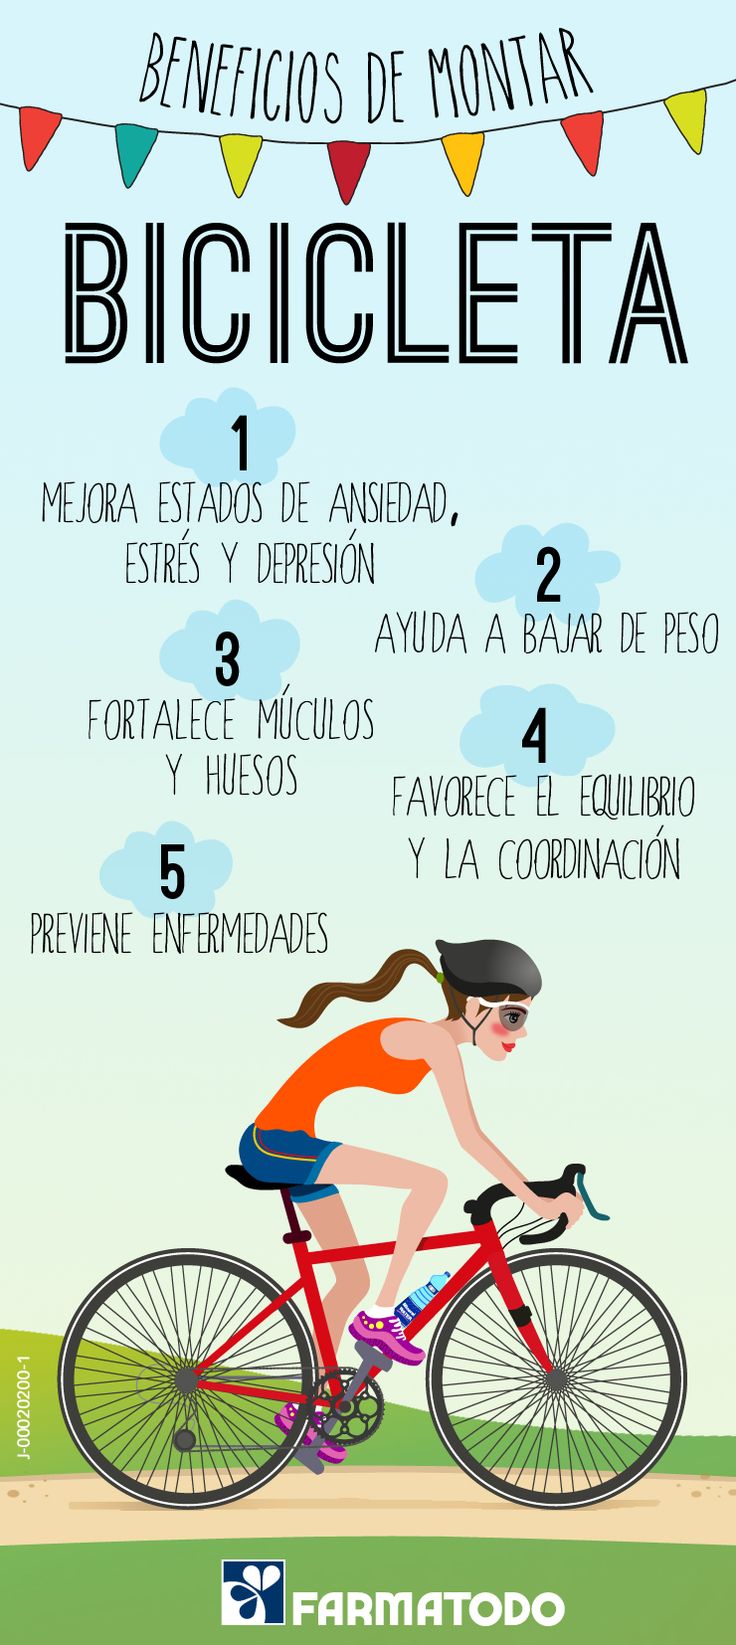 BENEFICIOS DE MONTAR
BICICLETA
1
MEJORA ESTADOS DE ANSIEDAD,
ESTRÉS Y DEPRESIÓN
2
AYUDA A BAJAR DE PESO
3
FORTALECE MÚCULOS
Y HUESOS
4
FAVORECE EL EQUILIBRIO
Y LA COORDINACIÓN
5
PREVIENE ENFERMEDADES
J-00020200-1
FARMATODO